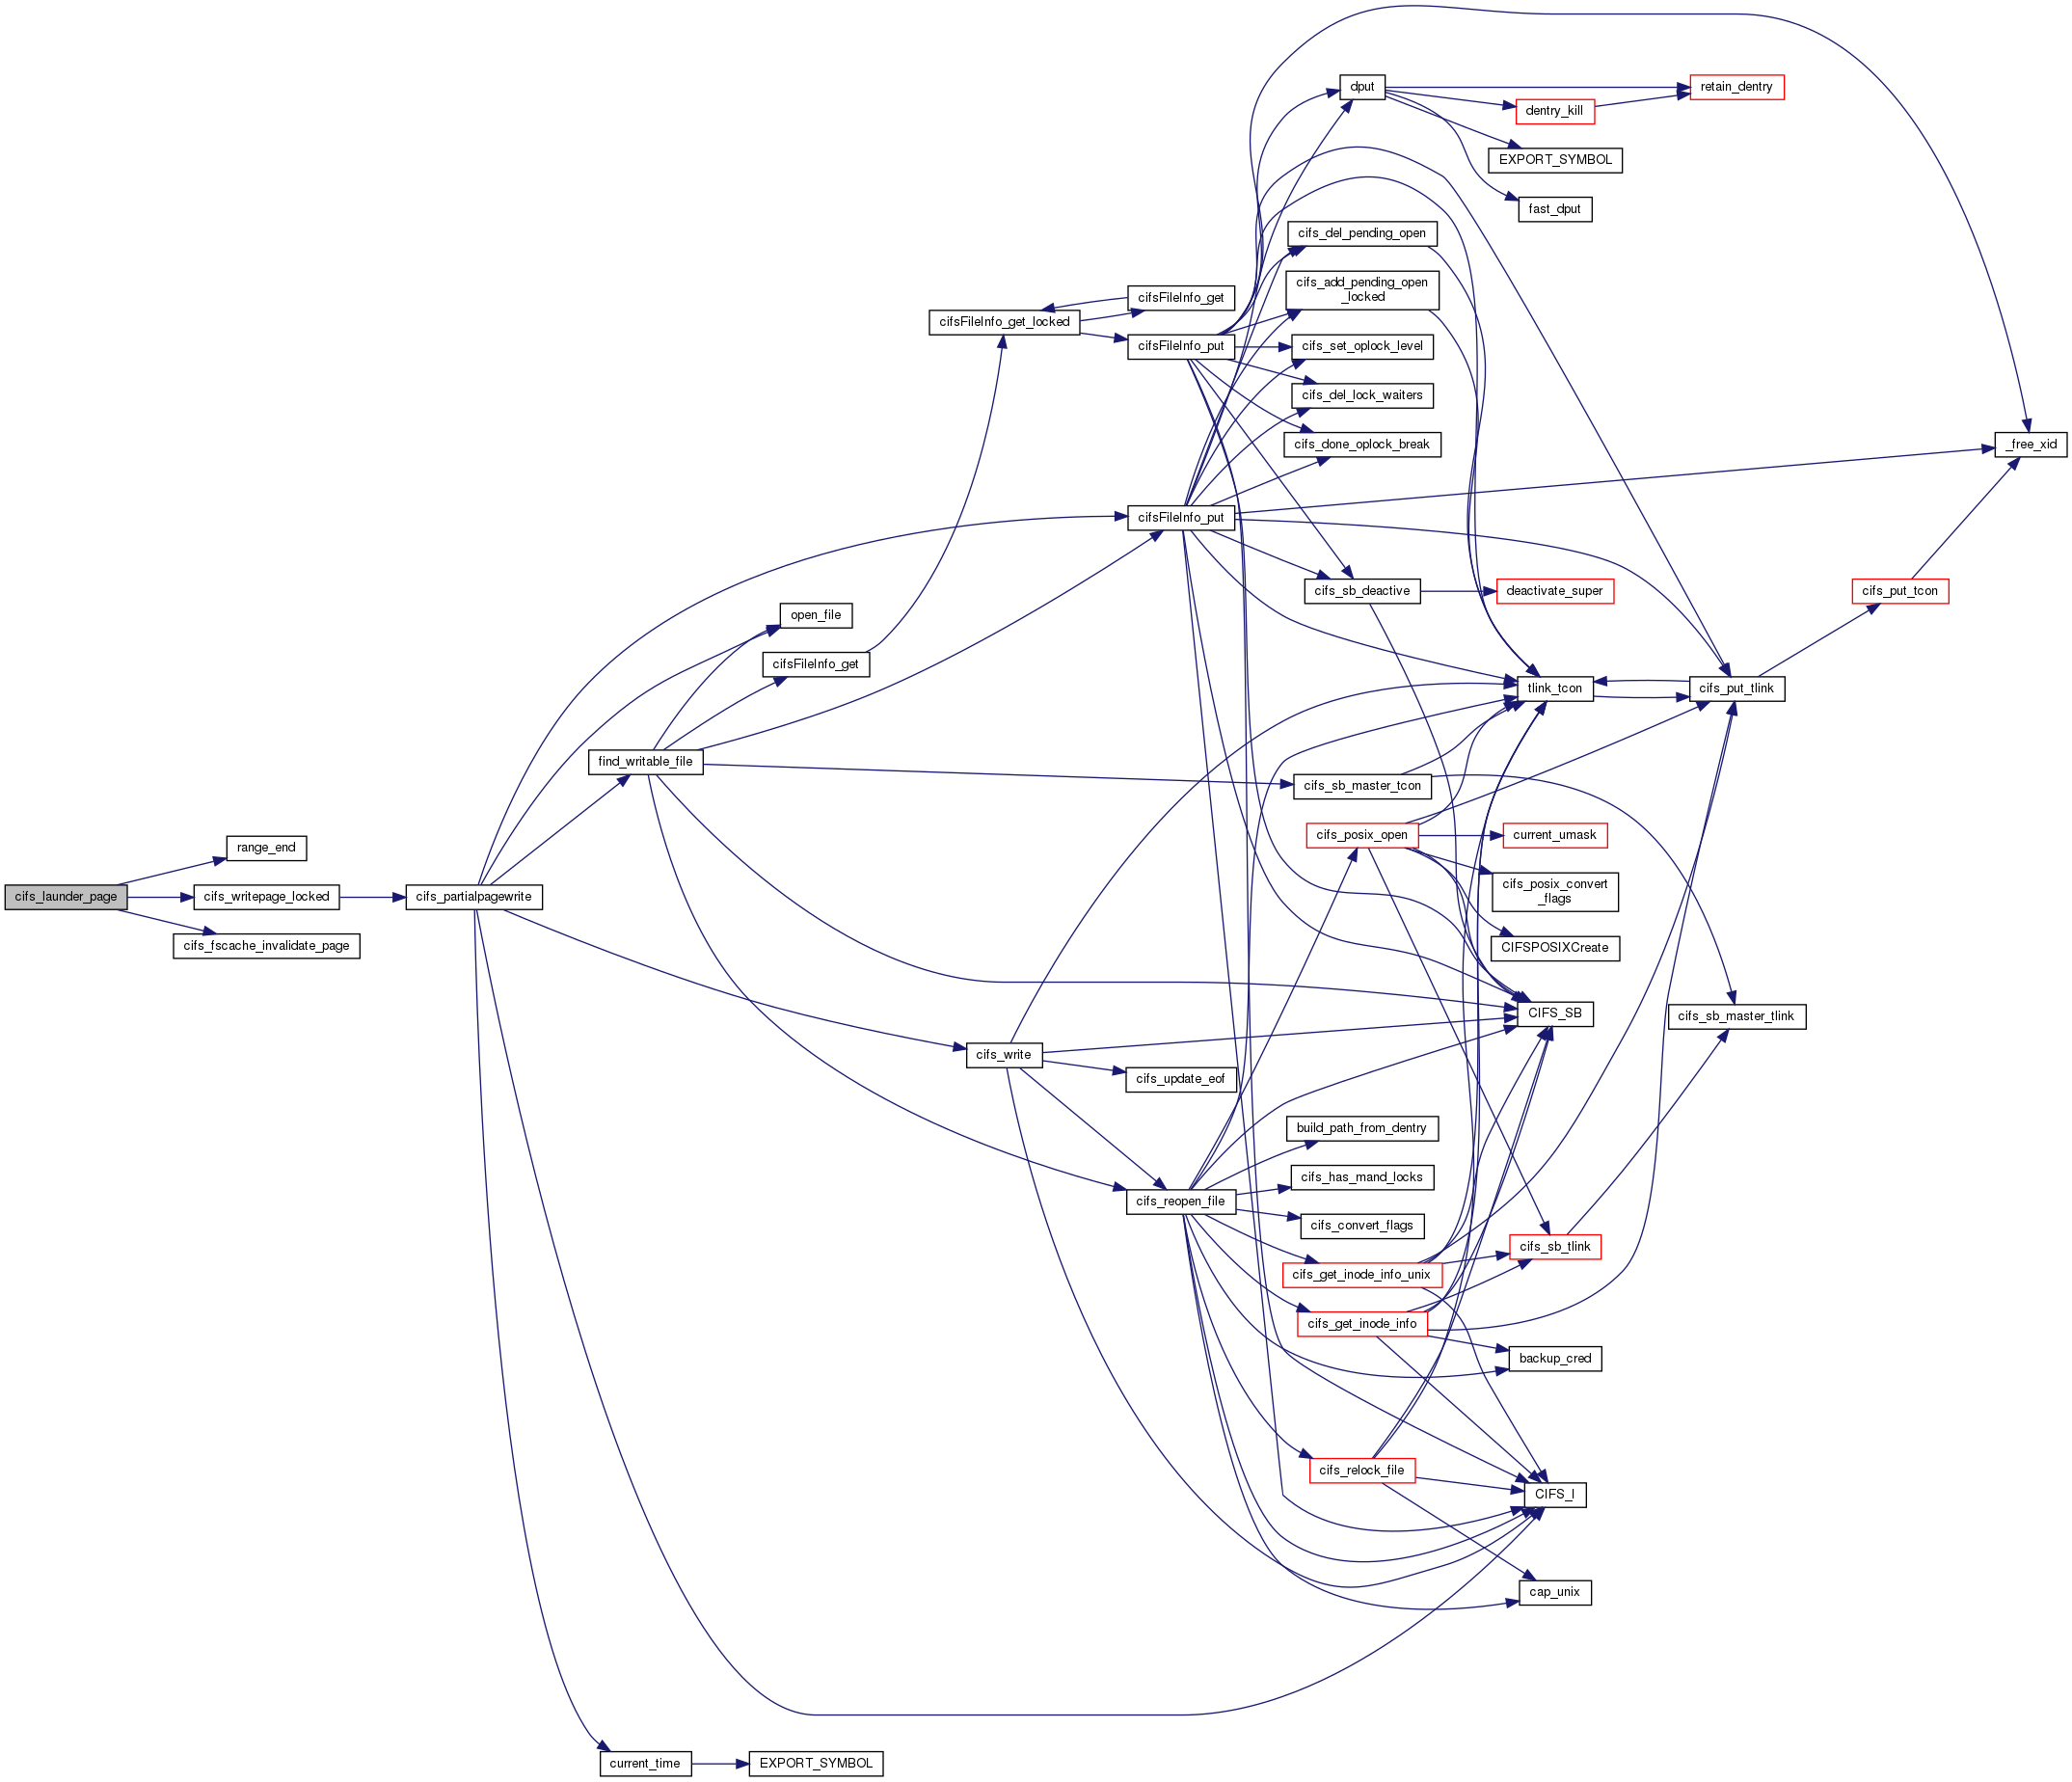 dput
retain_dentry
dentry_kill
EXPORT_SYMBOL
fast_dput
cifs_del_pending_open
cifs_add_pending_open
_locked
cifsFileInfo_get
cifsFileInfo_get_locked
cifsFileInfo_put
cifs_set_oplock_level
cifs_del_lock_waiters
cifs_done_oplock_break
_free_xid
cifsFileInfo_put
cifs_sb_deactive
deactivate_super
cifs_put_tcon
open_file
cifsFileInfo_get
tlink_tcon
cifs_put_tlink
find_writable_file
cifs_sb_master_tcon
cifs_posix_open
current_umask
range_end
cifs_launder_page
cifs_writepage_locked
cifs_partialpagewrite
cifs_posix_convert
_flags
cifs_fscache_invalidate_page
CIFSPOSIXCreate
CIFS_SB
cifs_sb_master_tlink
cifs_write
cifs_update_eof
build_path_from_dentry
cifs_has_mand_locks
cifs_reopen_file
cifs_convert_flags
cifs_sb_tlink
cifs_get_inode_info_unix
cifs_get_inode_info
backup_cred
cifs_relock_file
CIFS_I
cap_unix
current_time
EXPORT_SYMBOL